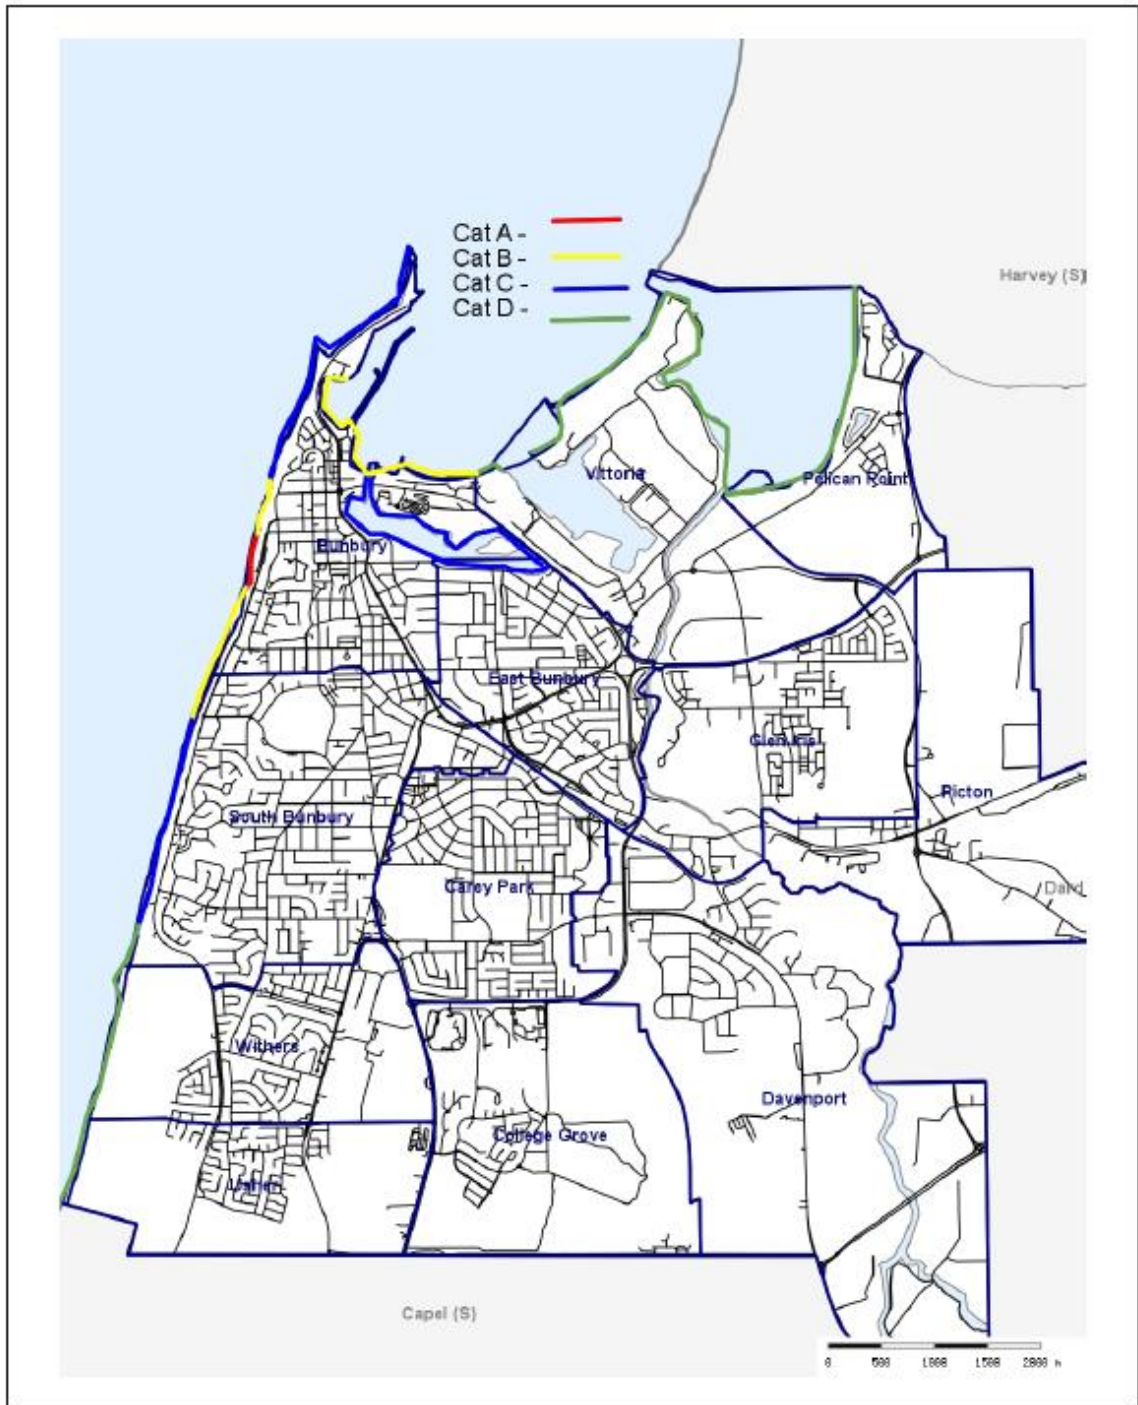 Cat A -
Cat B -
Cat C -
Cat D -
Harvey (S)
Vittoria
Pelican Point
Bunbury
East Bunbury
Glen Iris
Picton
South Bunbury
Carey Park
Dard
Withers
Davenport
College Grove
Usher
Capel (S)
0 500 1000 1500 2000 m